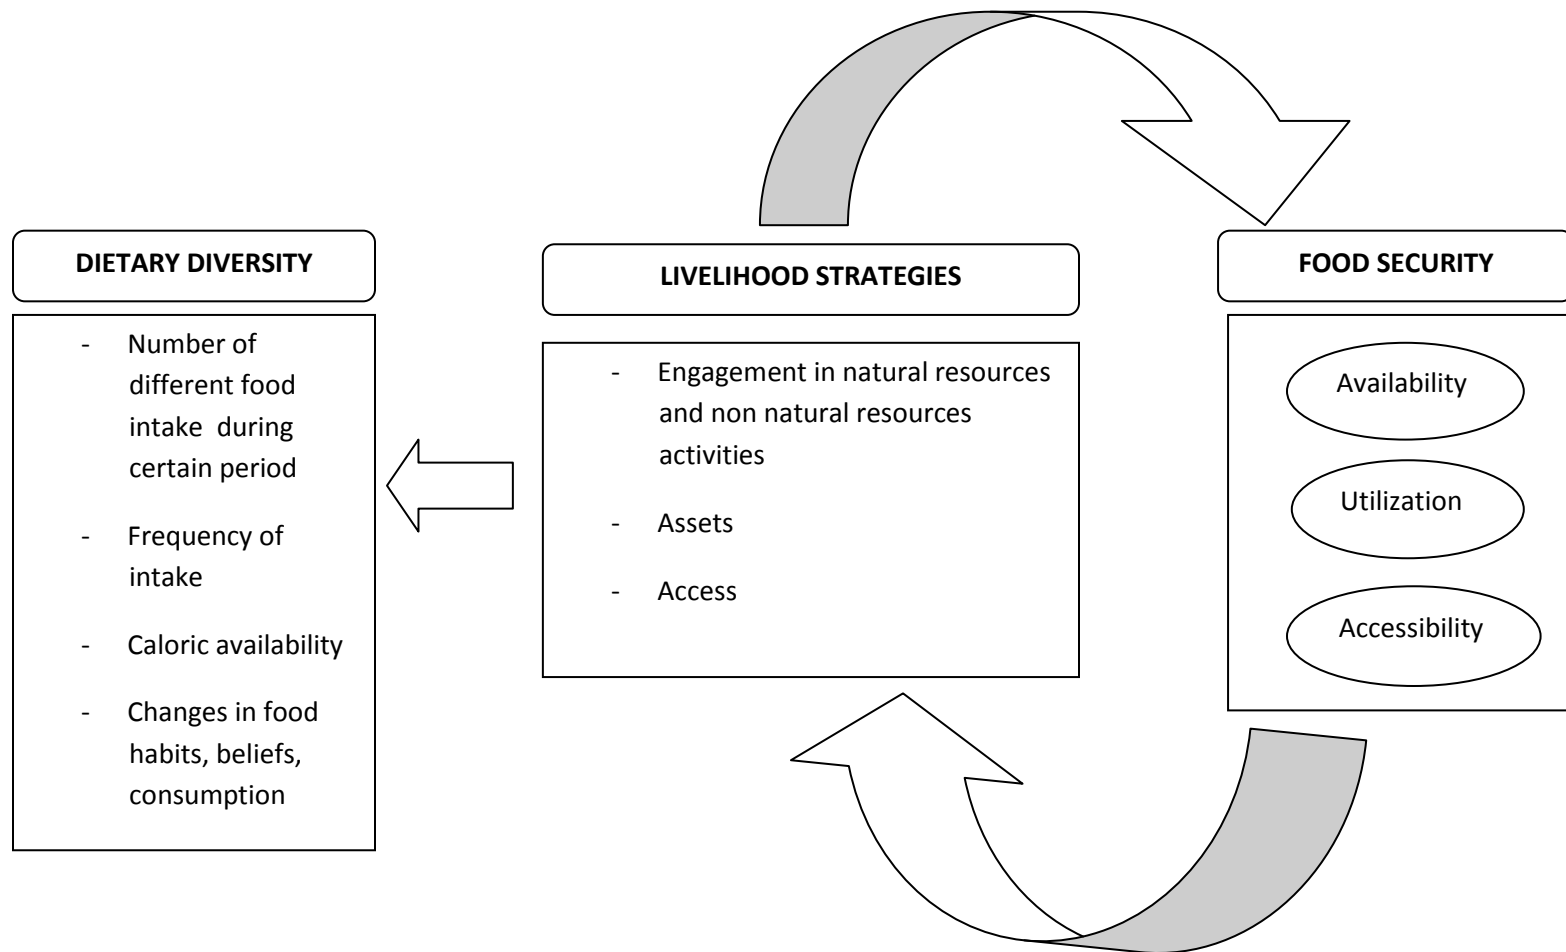 DIETARY DIVERSITY
- Number of
different food
intake during
certain period
- Frequency of
intake
- Caloric availability
- Changes in food
habits, beliefs,
consumption
LIVELIHOOD STRATEGIES
- Engagement in natural resources
and non natural resources
activities
- Assets
- Access
FOOD SECURITY
Availability
Utilization
Accessibility